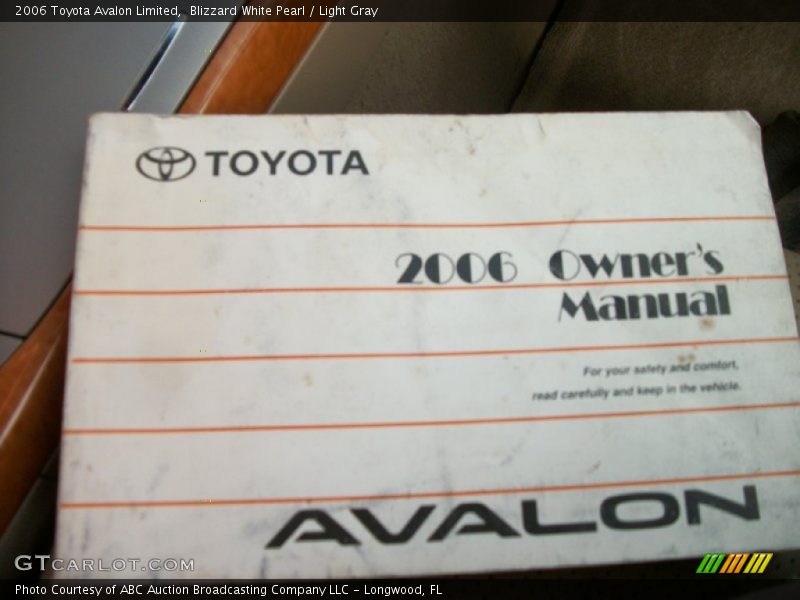 2006 Toyota Avalon Limited, Blizzard White Pearl / Light Gray
TOYOTA
2006 Owner's
Manual
For your safety and comfort,
read carefully and keep in the vehicle.
AVALON
GTCARLOT.COM
Photo Courtesy of ABC Auction Broadcasting Company LLC - Longwood, FL